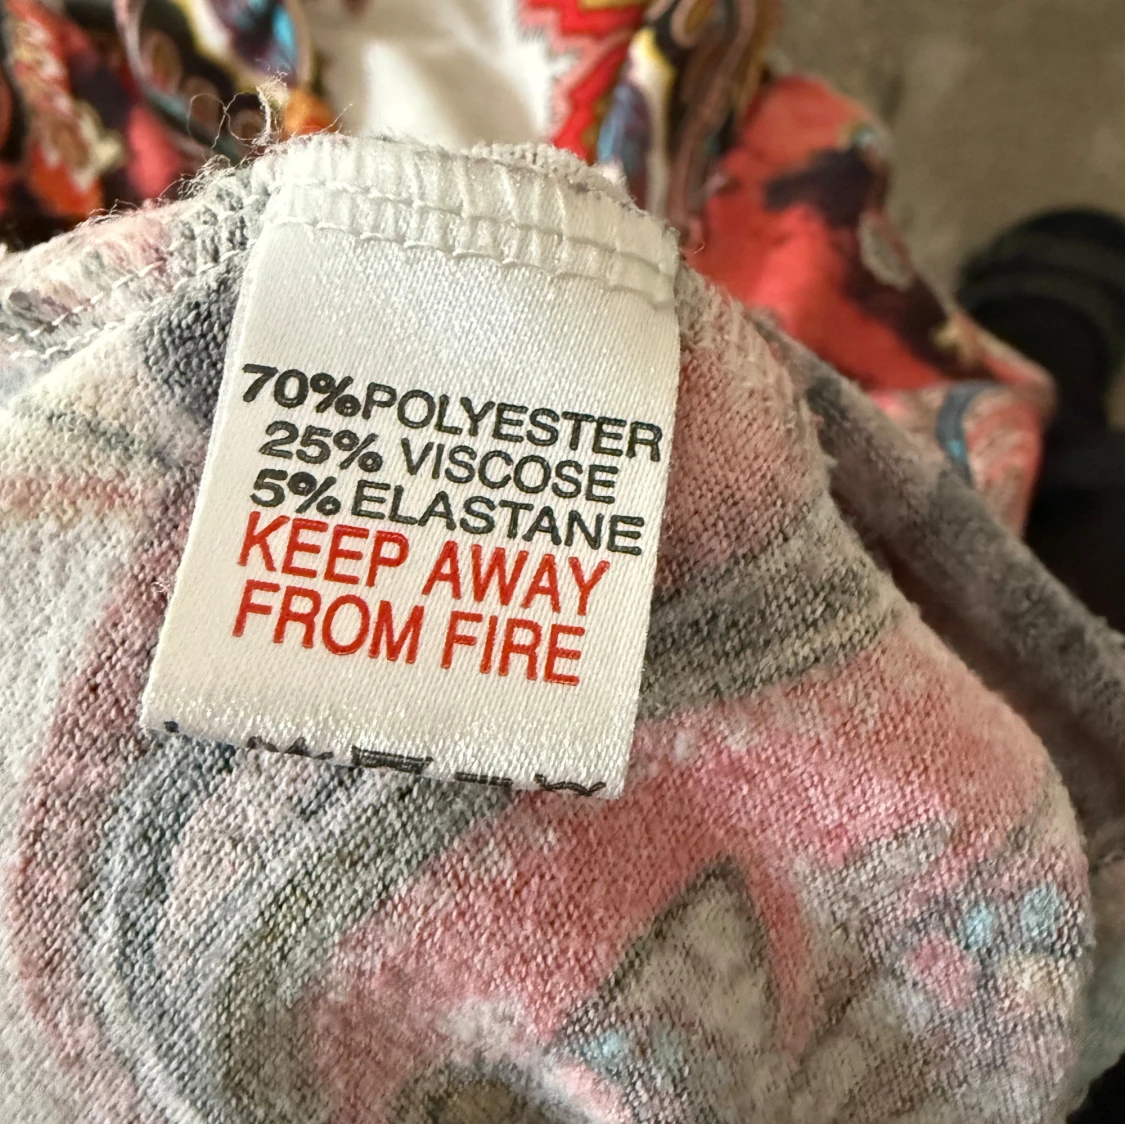 70%POLYESTER
25% VISCOSE
5%ELASTANE
KEEP AWAY
FROM FIRE